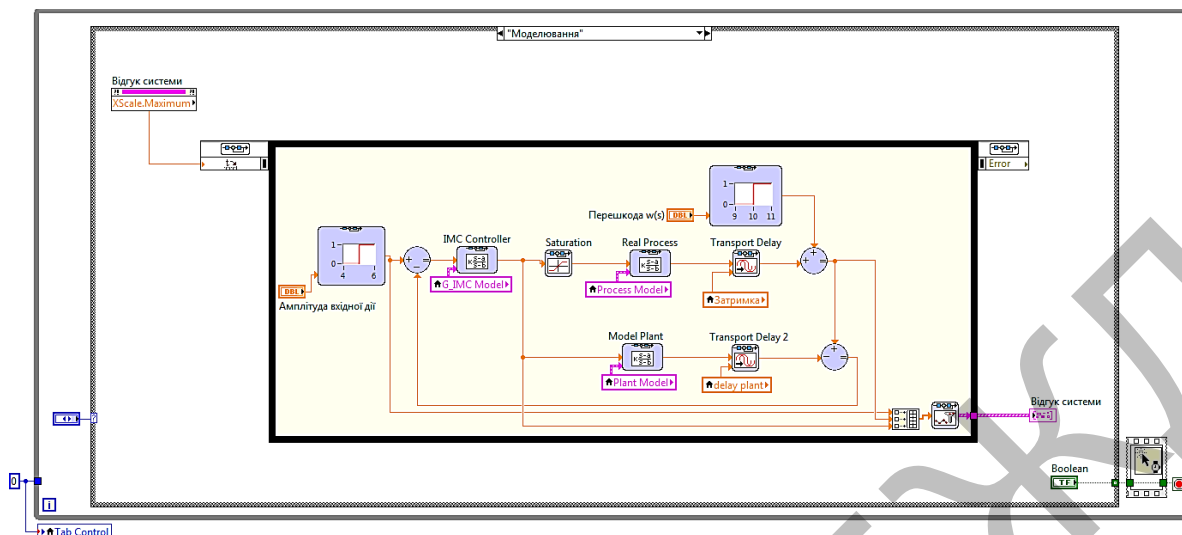 "Моделювання"
Відгук системи
XScale.Maximum
Error
1
0
9 10 11
Перешкода w(s)
DBL
IMC Controller
Saturation
Real Process
Transport Delay
1
0
4 6
G_IMC Model
Process Model
Затримка
DBL
Амплітуда вхідної дії
Model Plant
Transport Delay 2
Plant Model
delay plant
Відгук системи
Boolean
TF
0
i
Tab Control